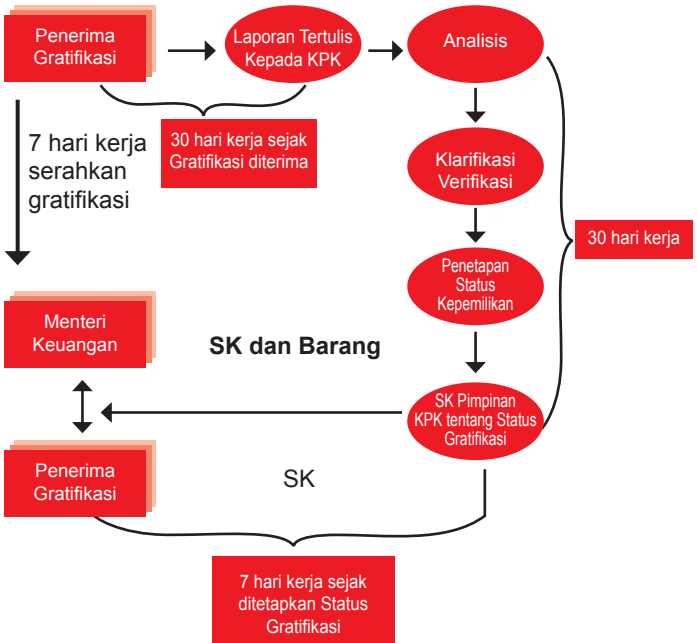 Penerima
Gratifikasi
Laporan Tertulis
Kepada KPK
Analisis
30 hari kerja sejak
Gratifikasi diterima
7 hari kerja
serahkan
gratifikasi
Klarifikasi
Verifikasi
30 hari kerja
Penetapan
Status
Kepemilikan
Menteri
Keuangan
SK dan Barang
SK Pimpinan
KPK tentang Status
Gratifikasi
Penerima
Gratifikasi
SK
7 hari kerja sejak
ditetapkan Status
Gratifikasi